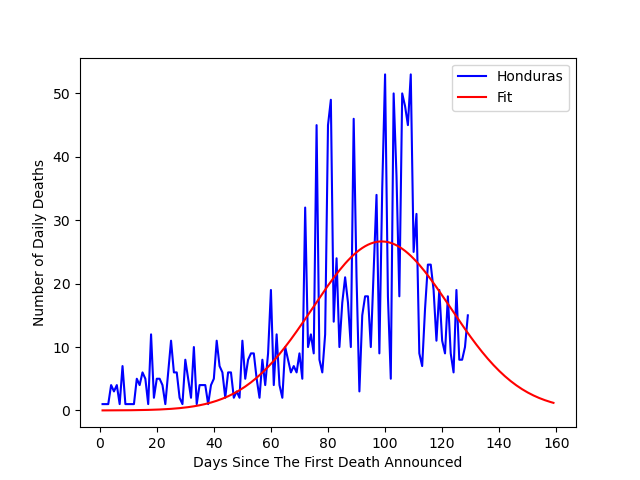 Honduras
Fit
50
40
30
20
10
0
Number of Daily Deaths
0 20 40 60 80 100 120 140 160
Days Since The First Death Announced